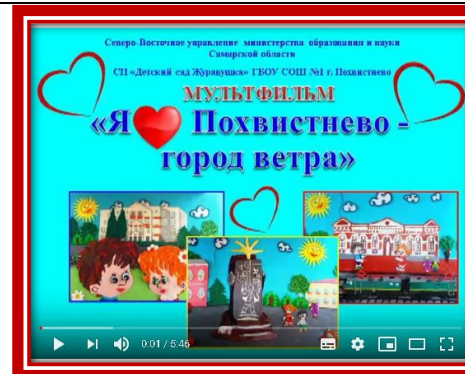 Северо-Восточное управление министерства образования и науки
Самарской области
СП «Детский сад Журавушка» ГБОУ СОШ №1 г. Похвистнево
МУЛЬТФИЛЬМ
«Я Похвистнево -
город ветра»
0:01 / 5:46